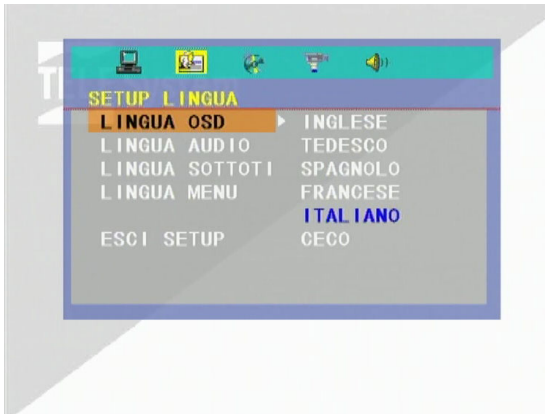 SETUP LINGUA
LINGUA OSD INGLESE
LINGUA AUDIO TEDESCO
LINGUA SOTTOTI SPAGNOLO
LINGUA MENU FRANCESE
ITALIANO
ESCI SETUP CECO